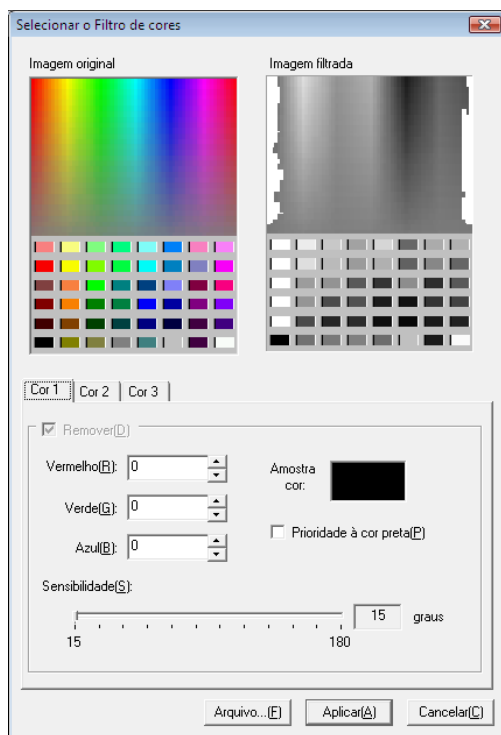 Selecionar o Filtro de cores
Imagem original
Imagem filtrada
Cor 1
Cor 2
Cor 3
Remover(D)
Vermelho(R):
0
Verde(G):
0
Azul(B):
0
Amostra
cor:
Prioridade à cor preta(P)
Sensibilidade(S):
15
graus
15
180
Arquivo...(F)
Aplicar(A)
Cancelar(C)